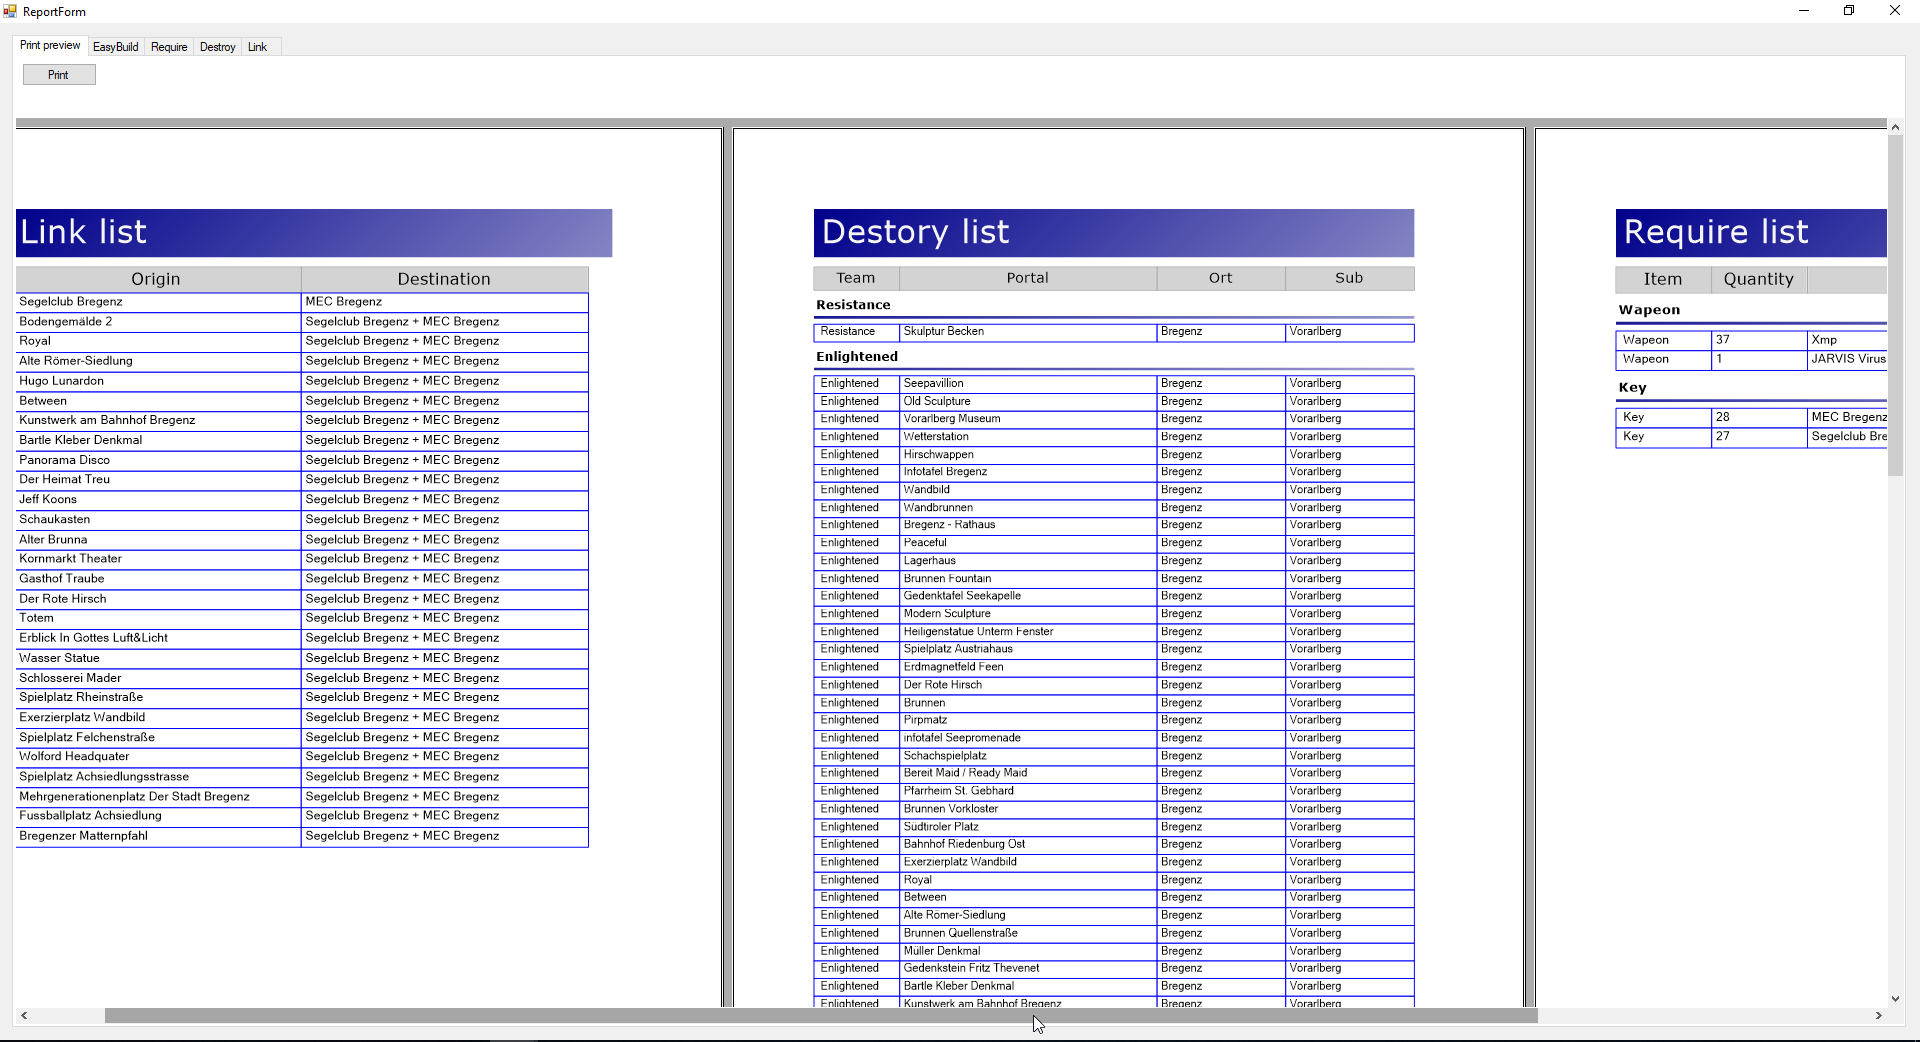 ReportForm
Print preview EasyBuild Require Destroy Link
Print
Link list
Origin Destination
Segelclub Bregenz MEC Bregenz
Bodengemälde 2 Segelclub Bregenz + MEC Bregenz
Royal Segelclub Bregenz + MEC Bregenz
Alte Römer-Siedlung Segelclub Bregenz + MEC Bregenz
Hugo Lunardon Segelclub Bregenz + MEC Bregenz
Between Segelclub Bregenz + MEC Bregenz
Kunstwerk am Bahnhof Bregenz Segelclub Bregenz + MEC Bregenz
Bartle Kleber Denkmal Segelclub Bregenz + MEC Bregenz
Panorama Disco Segelclub Bregenz + MEC Bregenz
Der Heimat Treu Segelclub Bregenz + MEC Bregenz
Jeff Koons Segelclub Bregenz + MEC Bregenz
Schaukasten Segelclub Bregenz + MEC Bregenz
Alter Brunna Segelclub Bregenz + MEC Bregenz
Kornmarkt Theater Segelclub Bregenz + MEC Bregenz
Gasthof Traube Segelclub Bregenz + MEC Bregenz
Der Rote Hirsch Segelclub Bregenz + MEC Bregenz
Totem Segelclub Bregenz + MEC Bregenz
Erblick In Gottes Luft&Licht Segelclub Bregenz + MEC Bregenz
Wasser Statue Segelclub Bregenz + MEC Bregenz
Schlosserei Mader Segelclub Bregenz + MEC Bregenz
Spielplatz Rheinstraße Segelclub Bregenz + MEC Bregenz
Exerzierplatz Wandbild Segelclub Bregenz + MEC Bregenz
Spielplatz Felchenstraße Segelclub Bregenz + MEC Bregenz
Wolford Headquater Segelclub Bregenz + MEC Bregenz
Spielplatz Achsiedlungsstrasse Segelclub Bregenz + MEC Bregenz
Mehrgenerationenplatz Der Stadt Bregenz Segelclub Bregenz + MEC Bregenz
Fussballplatz Achsiedlung Segelclub Bregenz + MEC Bregenz
Bregenzer Matternpfahl Segelclub Bregenz + MEC Bregenz
Destory list
Team Portal Ort Sub
Resistance
Resistance Skulptur Becken Bregenz Vorarlberg
Enlightened
Enlightened Seepavillion Bregenz Vorarlberg
Enlightened Old Sculpture Bregenz Vorarlberg
Enlightened Vorarlberg Museum Bregenz Vorarlberg
Enlightened Wetterstation Bregenz Vorarlberg
Enlightened Hirschwappen Bregenz Vorarlberg
Enlightened Infotafel Bregenz Bregenz Vorarlberg
Enlightened Wandbild Bregenz Vorarlberg
Enlightened Wandbrunnen Bregenz Vorarlberg
Enlightened Bregenz - Rathaus Bregenz Vorarlberg
Enlightened Peaceful Bregenz Vorarlberg
Enlightened Lagerhaus Bregenz Vorarlberg
Enlightened Brunnen Fountain Bregenz Vorarlberg
Enlightened Gedenktafel Seekapelle Bregenz Vorarlberg
Enlightened Modern Sculpture Bregenz Vorarlberg
Enlightened Heiligenstatue Unterm Fenster Bregenz Vorarlberg
Enlightened Spielplatz Austriahaus Bregenz Vorarlberg
Enlightened Erdmagnetfeld Feen Bregenz Vorarlberg
Enlightened Der Rote Hirsch Bregenz Vorarlberg
Enlightened Brunnen Bregenz Vorarlberg
Enlightened Pirpmatz Bregenz Vorarlberg
Enlightened infotafel Seepromenade Bregenz Vorarlberg
Enlightened Schachspielplatz Bregenz Vorarlberg
Enlightened Bereit Maid / Ready Maid Bregenz Vorarlberg
Enlightened Pfarrheim St. Gebhard Bregenz Vorarlberg
Enlightened Brunnen Vorkloster Bregenz Vorarlberg
Enlightened Südtiroler Platz Bregenz Vorarlberg
Enlightened Bahnhof Riedenburg Ost Bregenz Vorarlberg
Enlightened Exerzierplatz Wandbild Bregenz Vorarlberg
Enlightened Royal Bregenz Vorarlberg
Enlightened Between Bregenz Vorarlberg
Enlightened Alte Römer-Siedlung Bregenz Vorarlberg
Enlightened Brunnen Quellenstraße Bregenz Vorarlberg
Enlightened Müller Denkmal Bregenz Vorarlberg
Enlightened Gedenkstein Fritz Thevenet Bregenz Vorarlberg
Enlightened Bartle Kleber Denkmal Bregenz Vorarlberg
Enlightened Kunstwerk am Bahnhof Bregenz Bregenz Vorarlberg
Require list
Item Quantity
Wapeon
Wapeon 37 Xmp
Wapeon 1 JARVIS Virus
Key
Key 28 MEC Bregenz
Key 27 Segelclub Bre